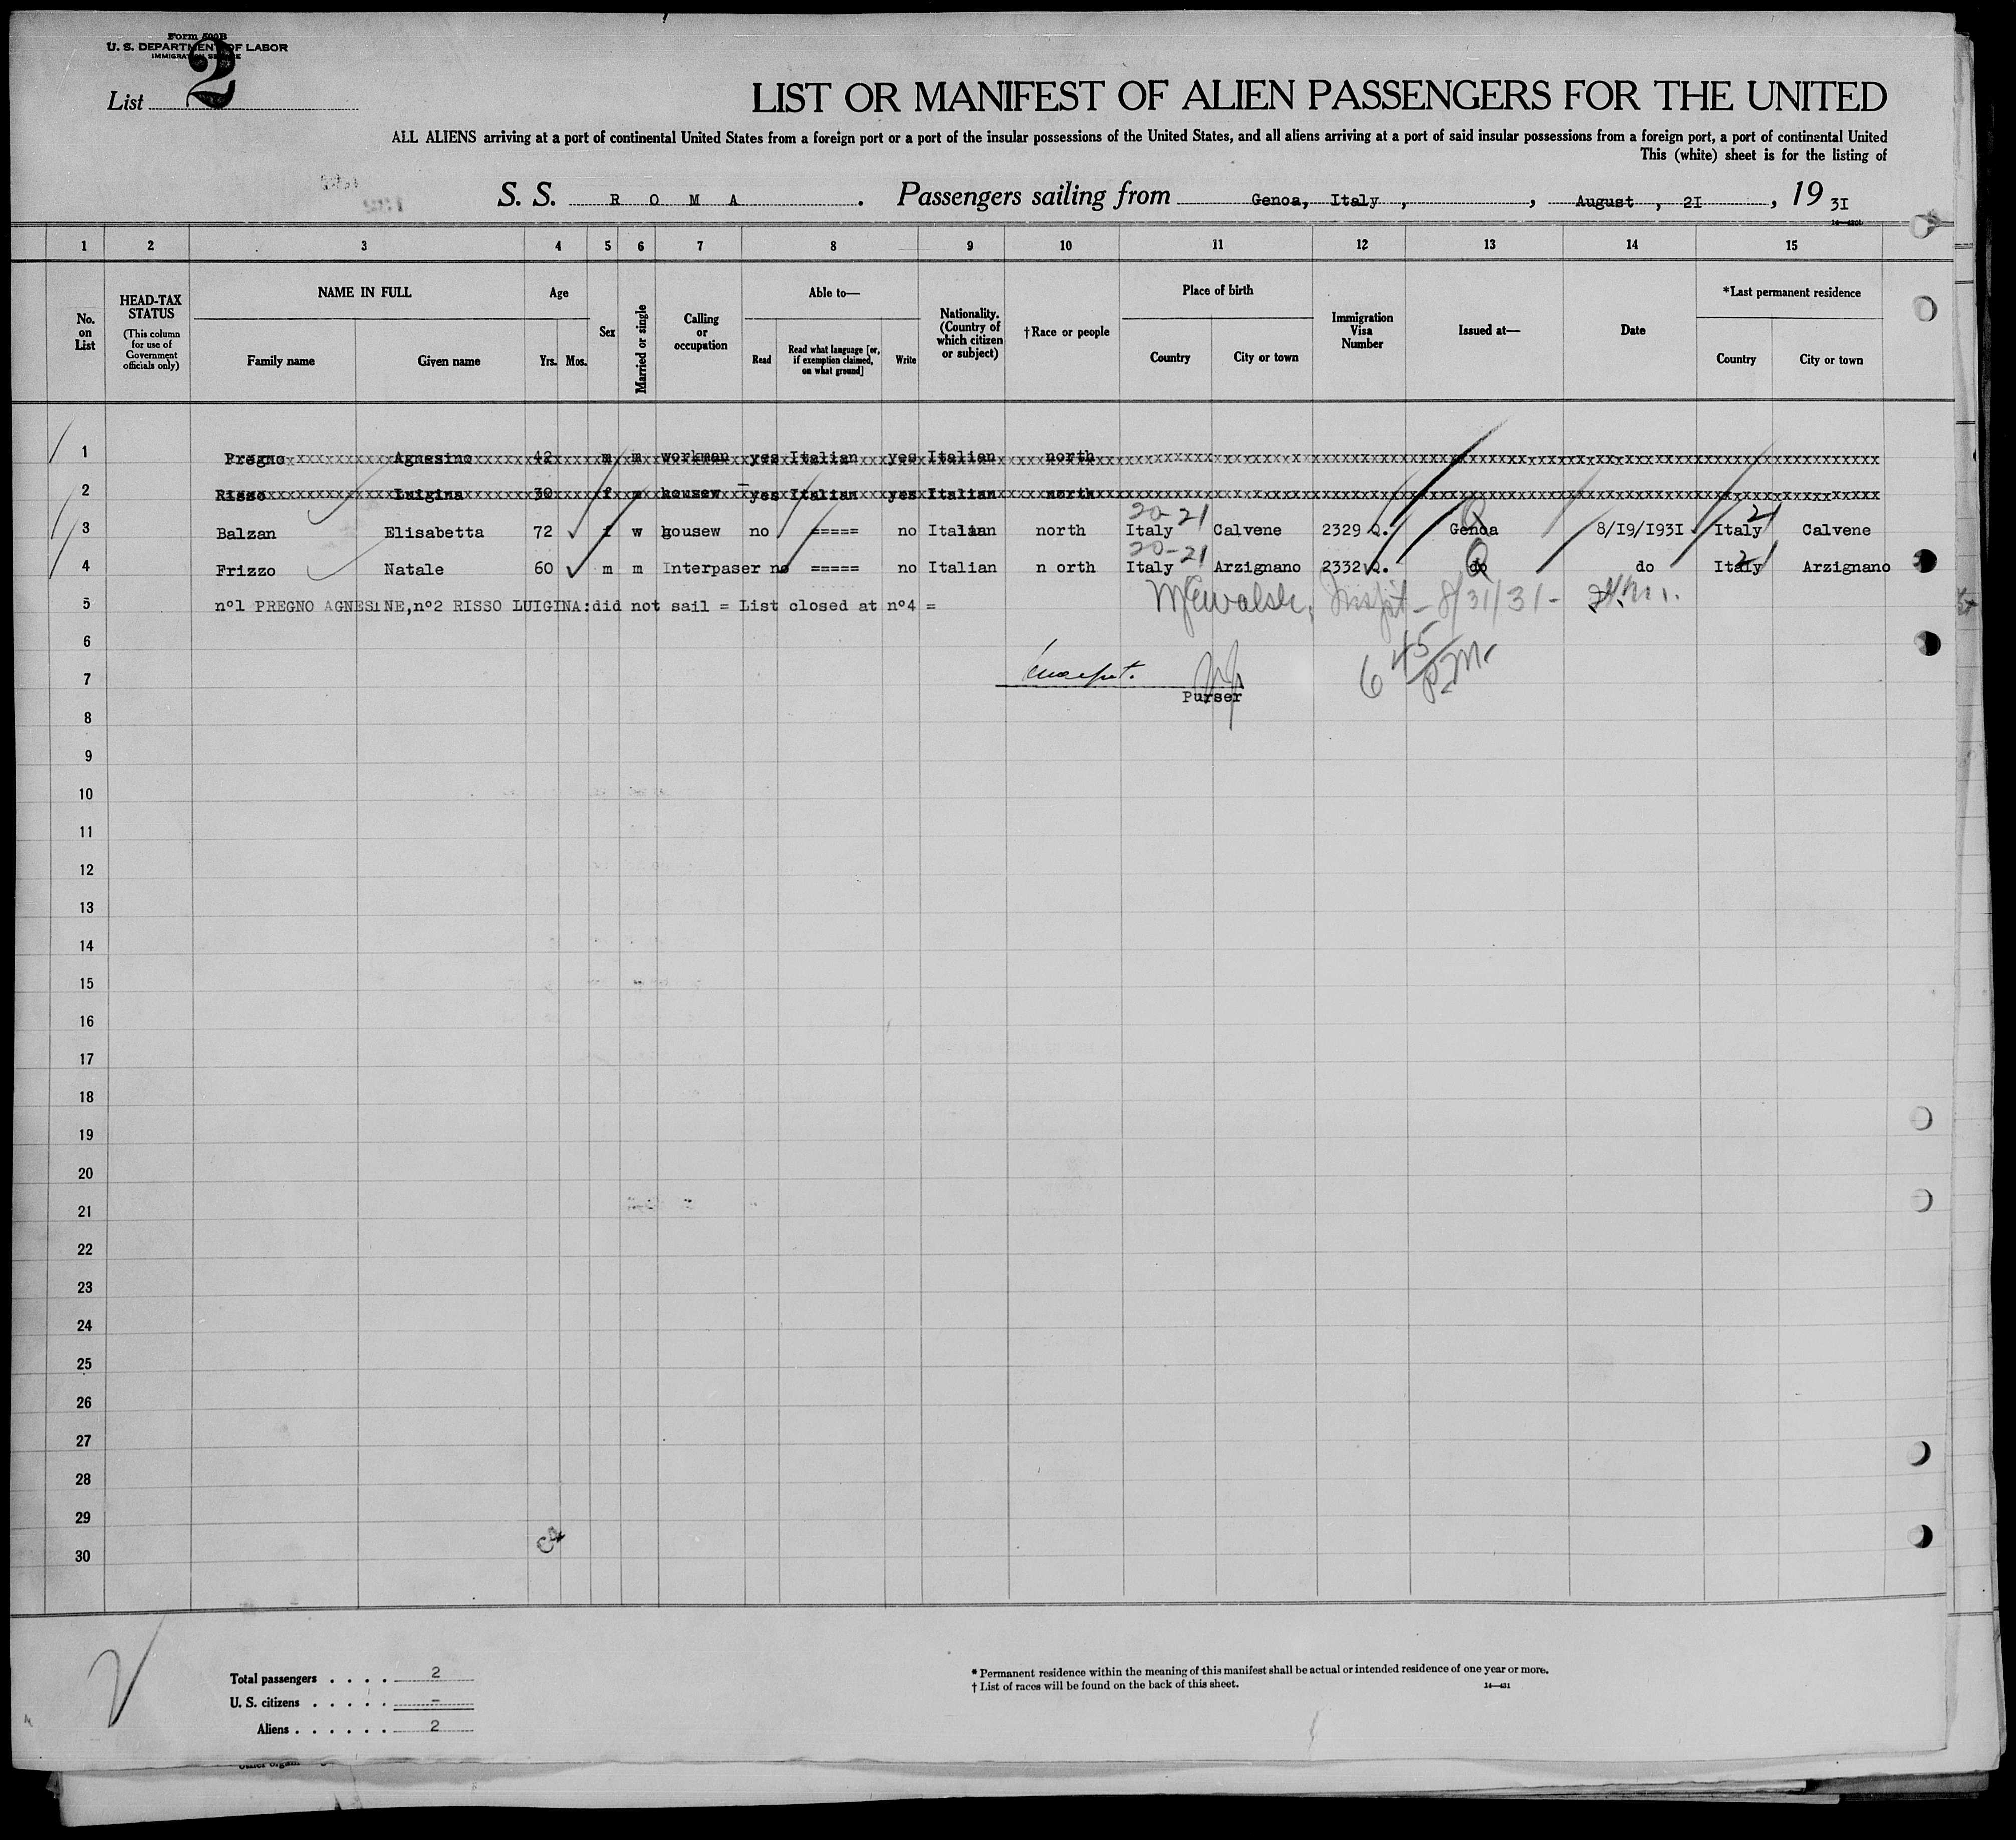 Form 500B
U. S. DEPARTMENT OF LABOR
IMMIGRATION SERVICE
List 2
LIST OR MANIFEST OF ALIEN PASSENGERS FOR THE UNITED
ALL ALIENS arriving at a port of continental United States from a foreign port or a port of the insular possessions of the United States, and all aliens arriving at a port of said insular possessions from a foreign port, a port of continental United
This (white) sheet is for the listing of
S. S. R O M A . Passengers sailing from Genoa, Italy , , August , 2I , 19 3I
1 2 3 4 5 6 7 8 9 10 11 12 13 14 15
No. on List
HEAD-TAX STATUS (This column for use of Government officials only)
NAME IN FULL
Family name Given name
Age
Yrs. Mos.
Sex
Married or single
Calling or occupation
Able to—
Read Read what language [or, if exemption claimed, on what ground] Write
Nationality. (Country of which citizen or subject)
†Race or people
Place of birth
Country City or town
Immigration Visa Number
Issued at—
Date
*Last permanent residence
Country City or town
1 Pregno Agnesino 42 m m workman yes Italian yes Italian north
2 Risso Luigina 30 f m housew yes Italian yes Italian north
20-21 Q 21
3 Balzan Elisabetta 72 f w housew no ===== no Italian north Italy Calvene 2329 Q. Genoa 8/I9/193I Italy Calvene
20-21 Q 21
4 Frizzo Natale 60 m m Interpaser no ===== no Italian n orth Italy Arzignano 2332 Q. do do Italy Arzignano
5 nº1 PREGNO AGNESINE,nº2 RISSO LUIGINA:did not sail = List closed at nº4 = 8/31/31-
6
6 45 P.M.
7
Purser
8
9
10
11
12
13
14
15
16
17
18
19
20
21
22
23
24
25
26
27
28
29
30
Total passengers . . . . 2
U. S. citizens . . . . . –
Aliens . . . . . . 2
* Permanent residence within the meaning of this manifest shall be actual or intended residence of one year or more.
† List of races will be found on the back of this sheet.
14—431